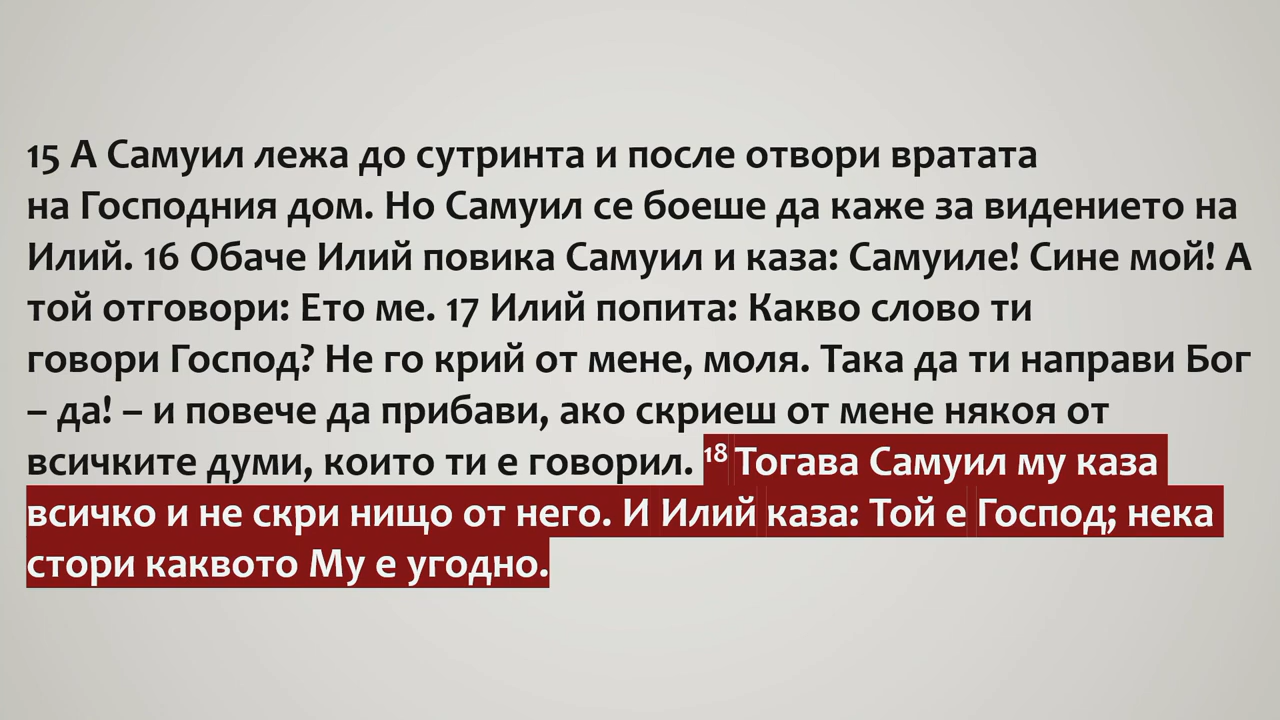 15 А Самуил лежа до сутринта и после отвори вратата
на Господния дом. Но Самуил се боеше да каже за видението на
Илий. 16 Обаче Илий повика Самуил и каза: Самуиле! Сине мой! А
той отговори: Ето ме. 17 Илий попита: Какво слово ти
говори Господ? Не го крий от мене, моля. Така да ти направи Бог
– да! – и повече да прибави, ако скриеш от мене някоя от
всичките думи, които ти е говорил. 18 Тогава Самуил му каза
всичко и не скри нищо от него. И Илий каза: Той е Господ; нека
стори каквото Му е угодно.